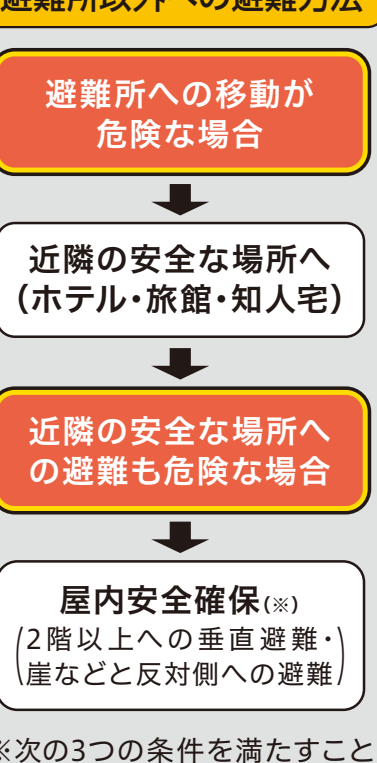 避難所以外への避難方法
避難所への移動が
危険な場合
近隣の安全な場所へ
（ホテル・旅館・知人宅）
近隣の安全な場所へ
の避難も危険な場合
屋内安全確保(※)
(2階以上への垂直避難・
崖などと反対側への避難)
※次の3つの条件を満たすこと